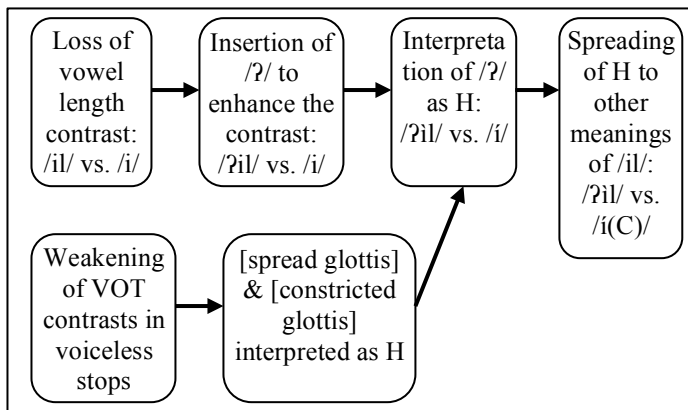 Loss of
vowel
length
contrast:
/il/ vs. /i/
Insertion of
/ʔ/ to
enhance the
contrast:
/ʔil/ vs. /i/
Interpreta
tion of /ʔ/
as H:
/ʔìl/ vs. /í/
Spreading
of H to
other
meanings
of /il/:
/ʔìl/ vs.
/í(C)/
Weakening
of VOT
contrasts in
voiceless
stops
[spread glottis]
& [constricted
glottis]
interpreted as H